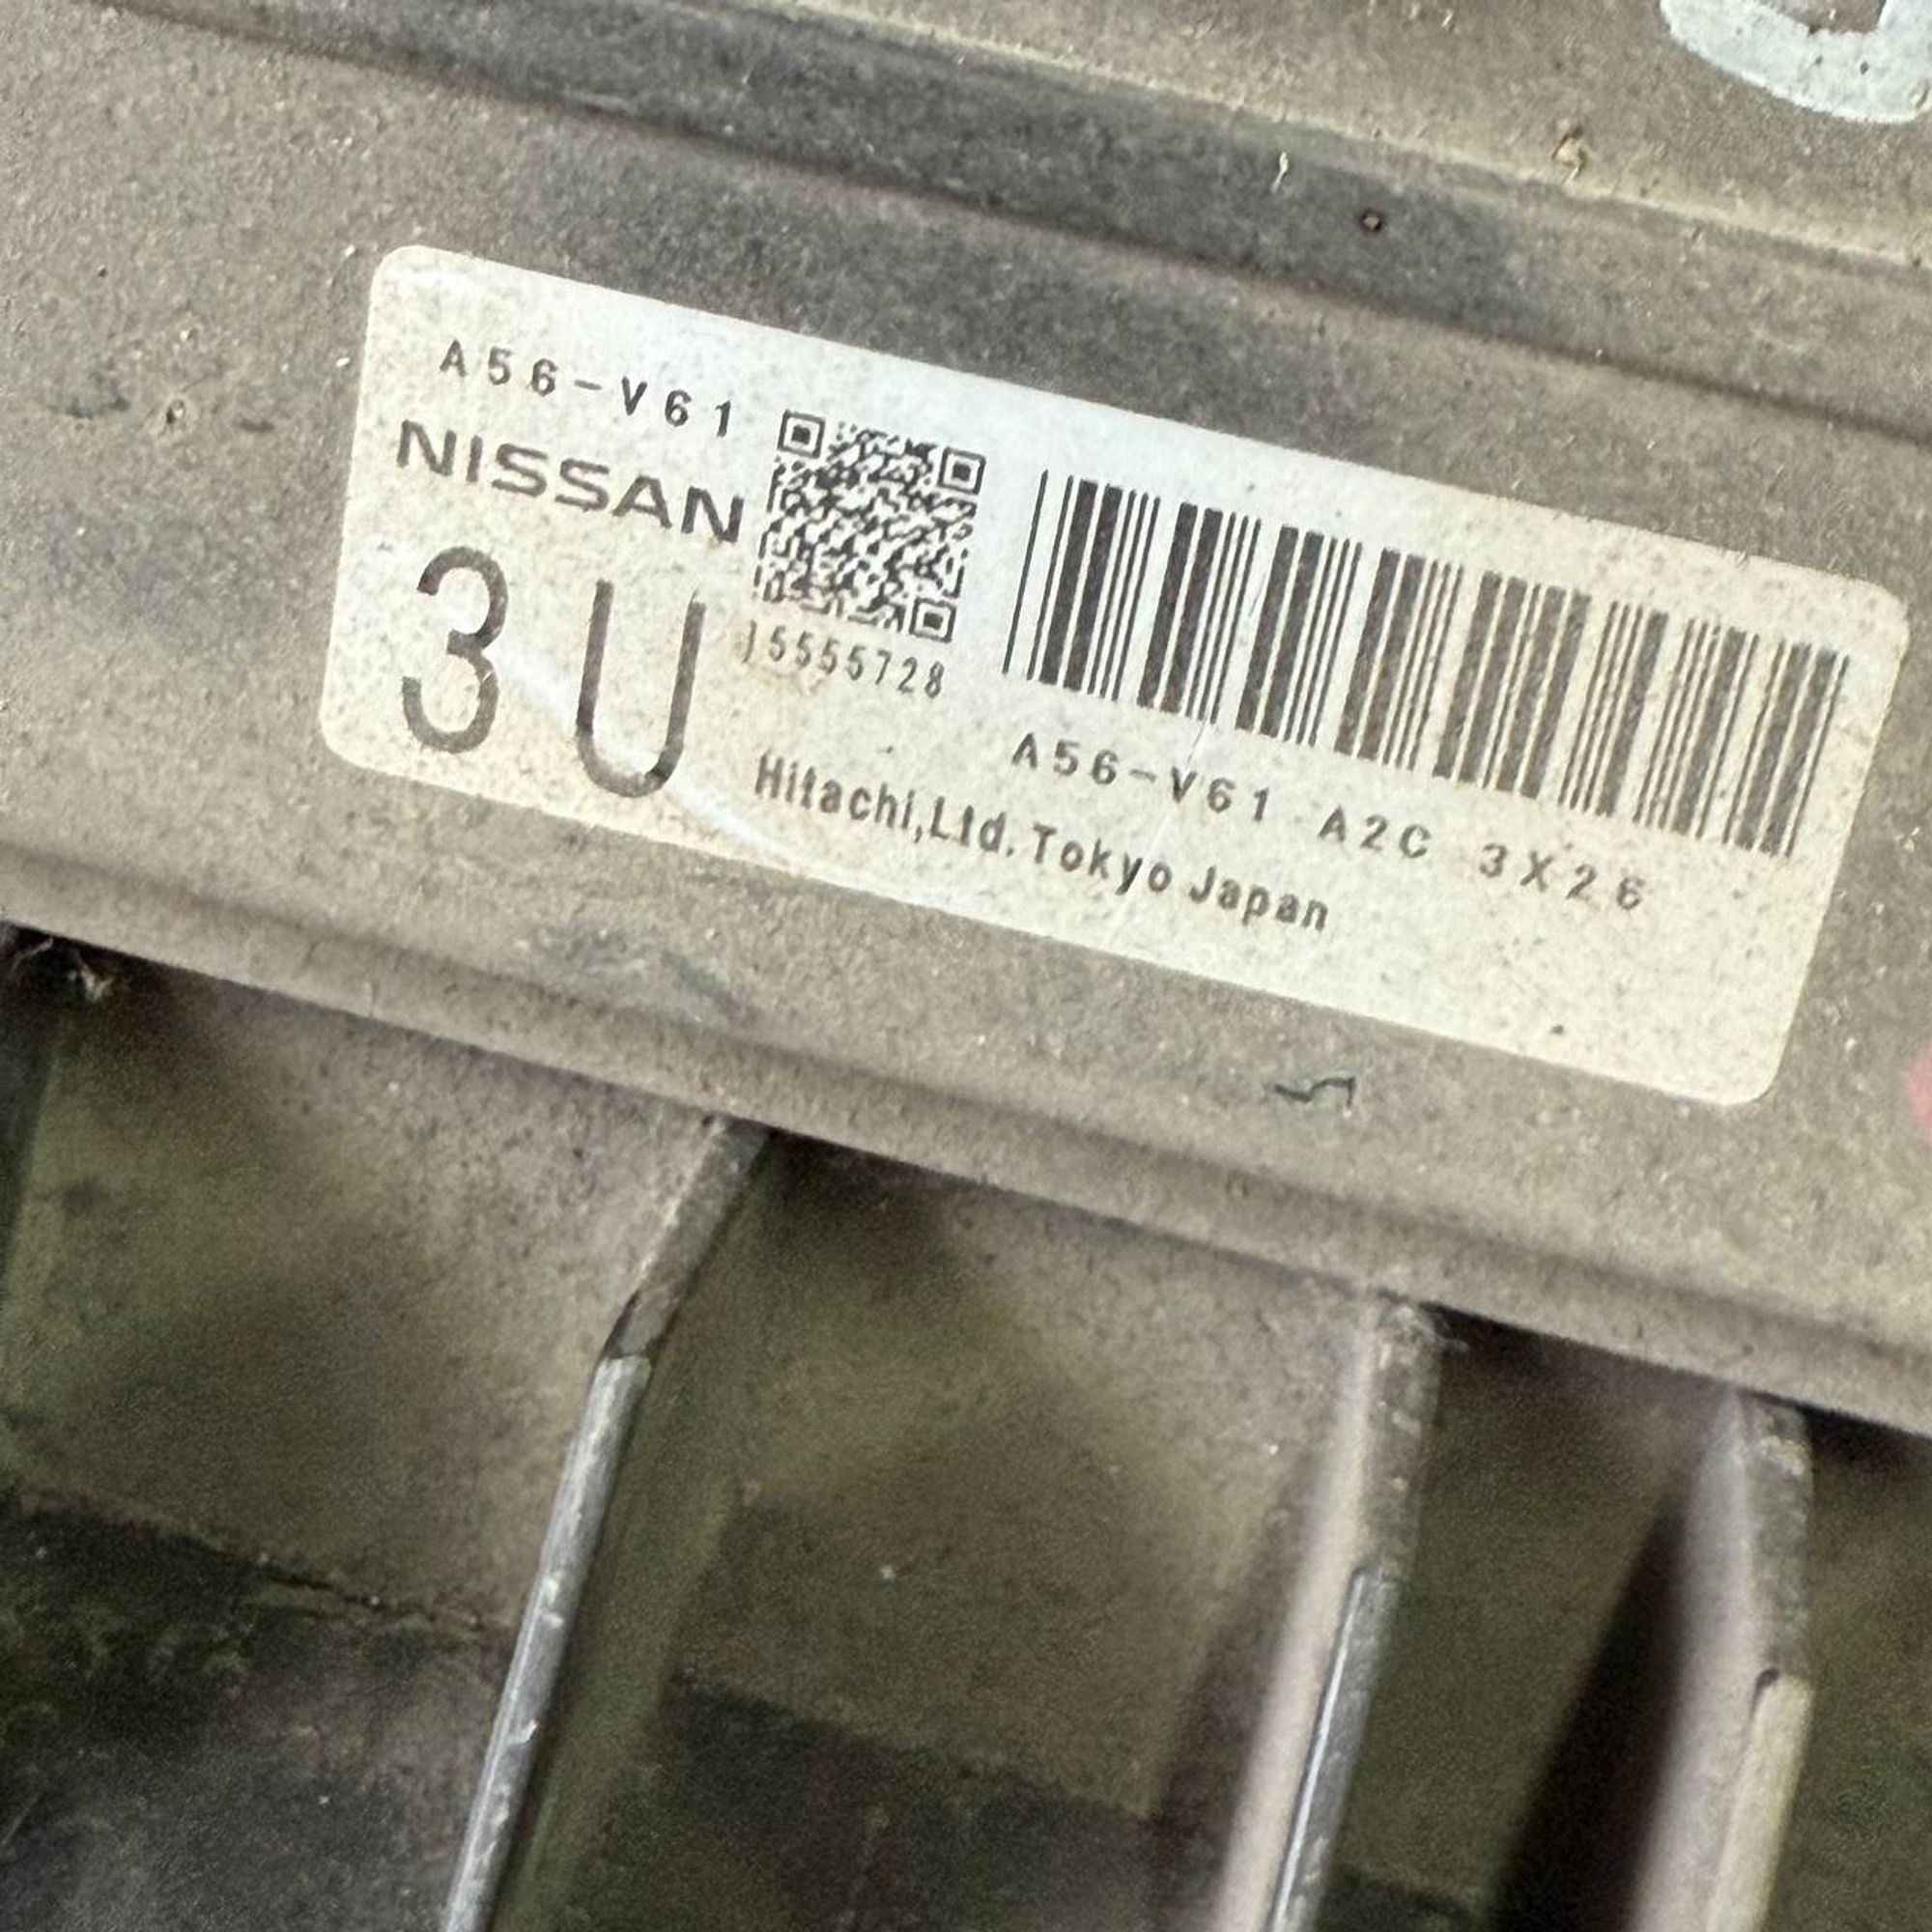 A56-V61
NISSAN
3U
15555728
A56-V61 A2C 3X26
Hitachi,Ltd.Tokyo Japan